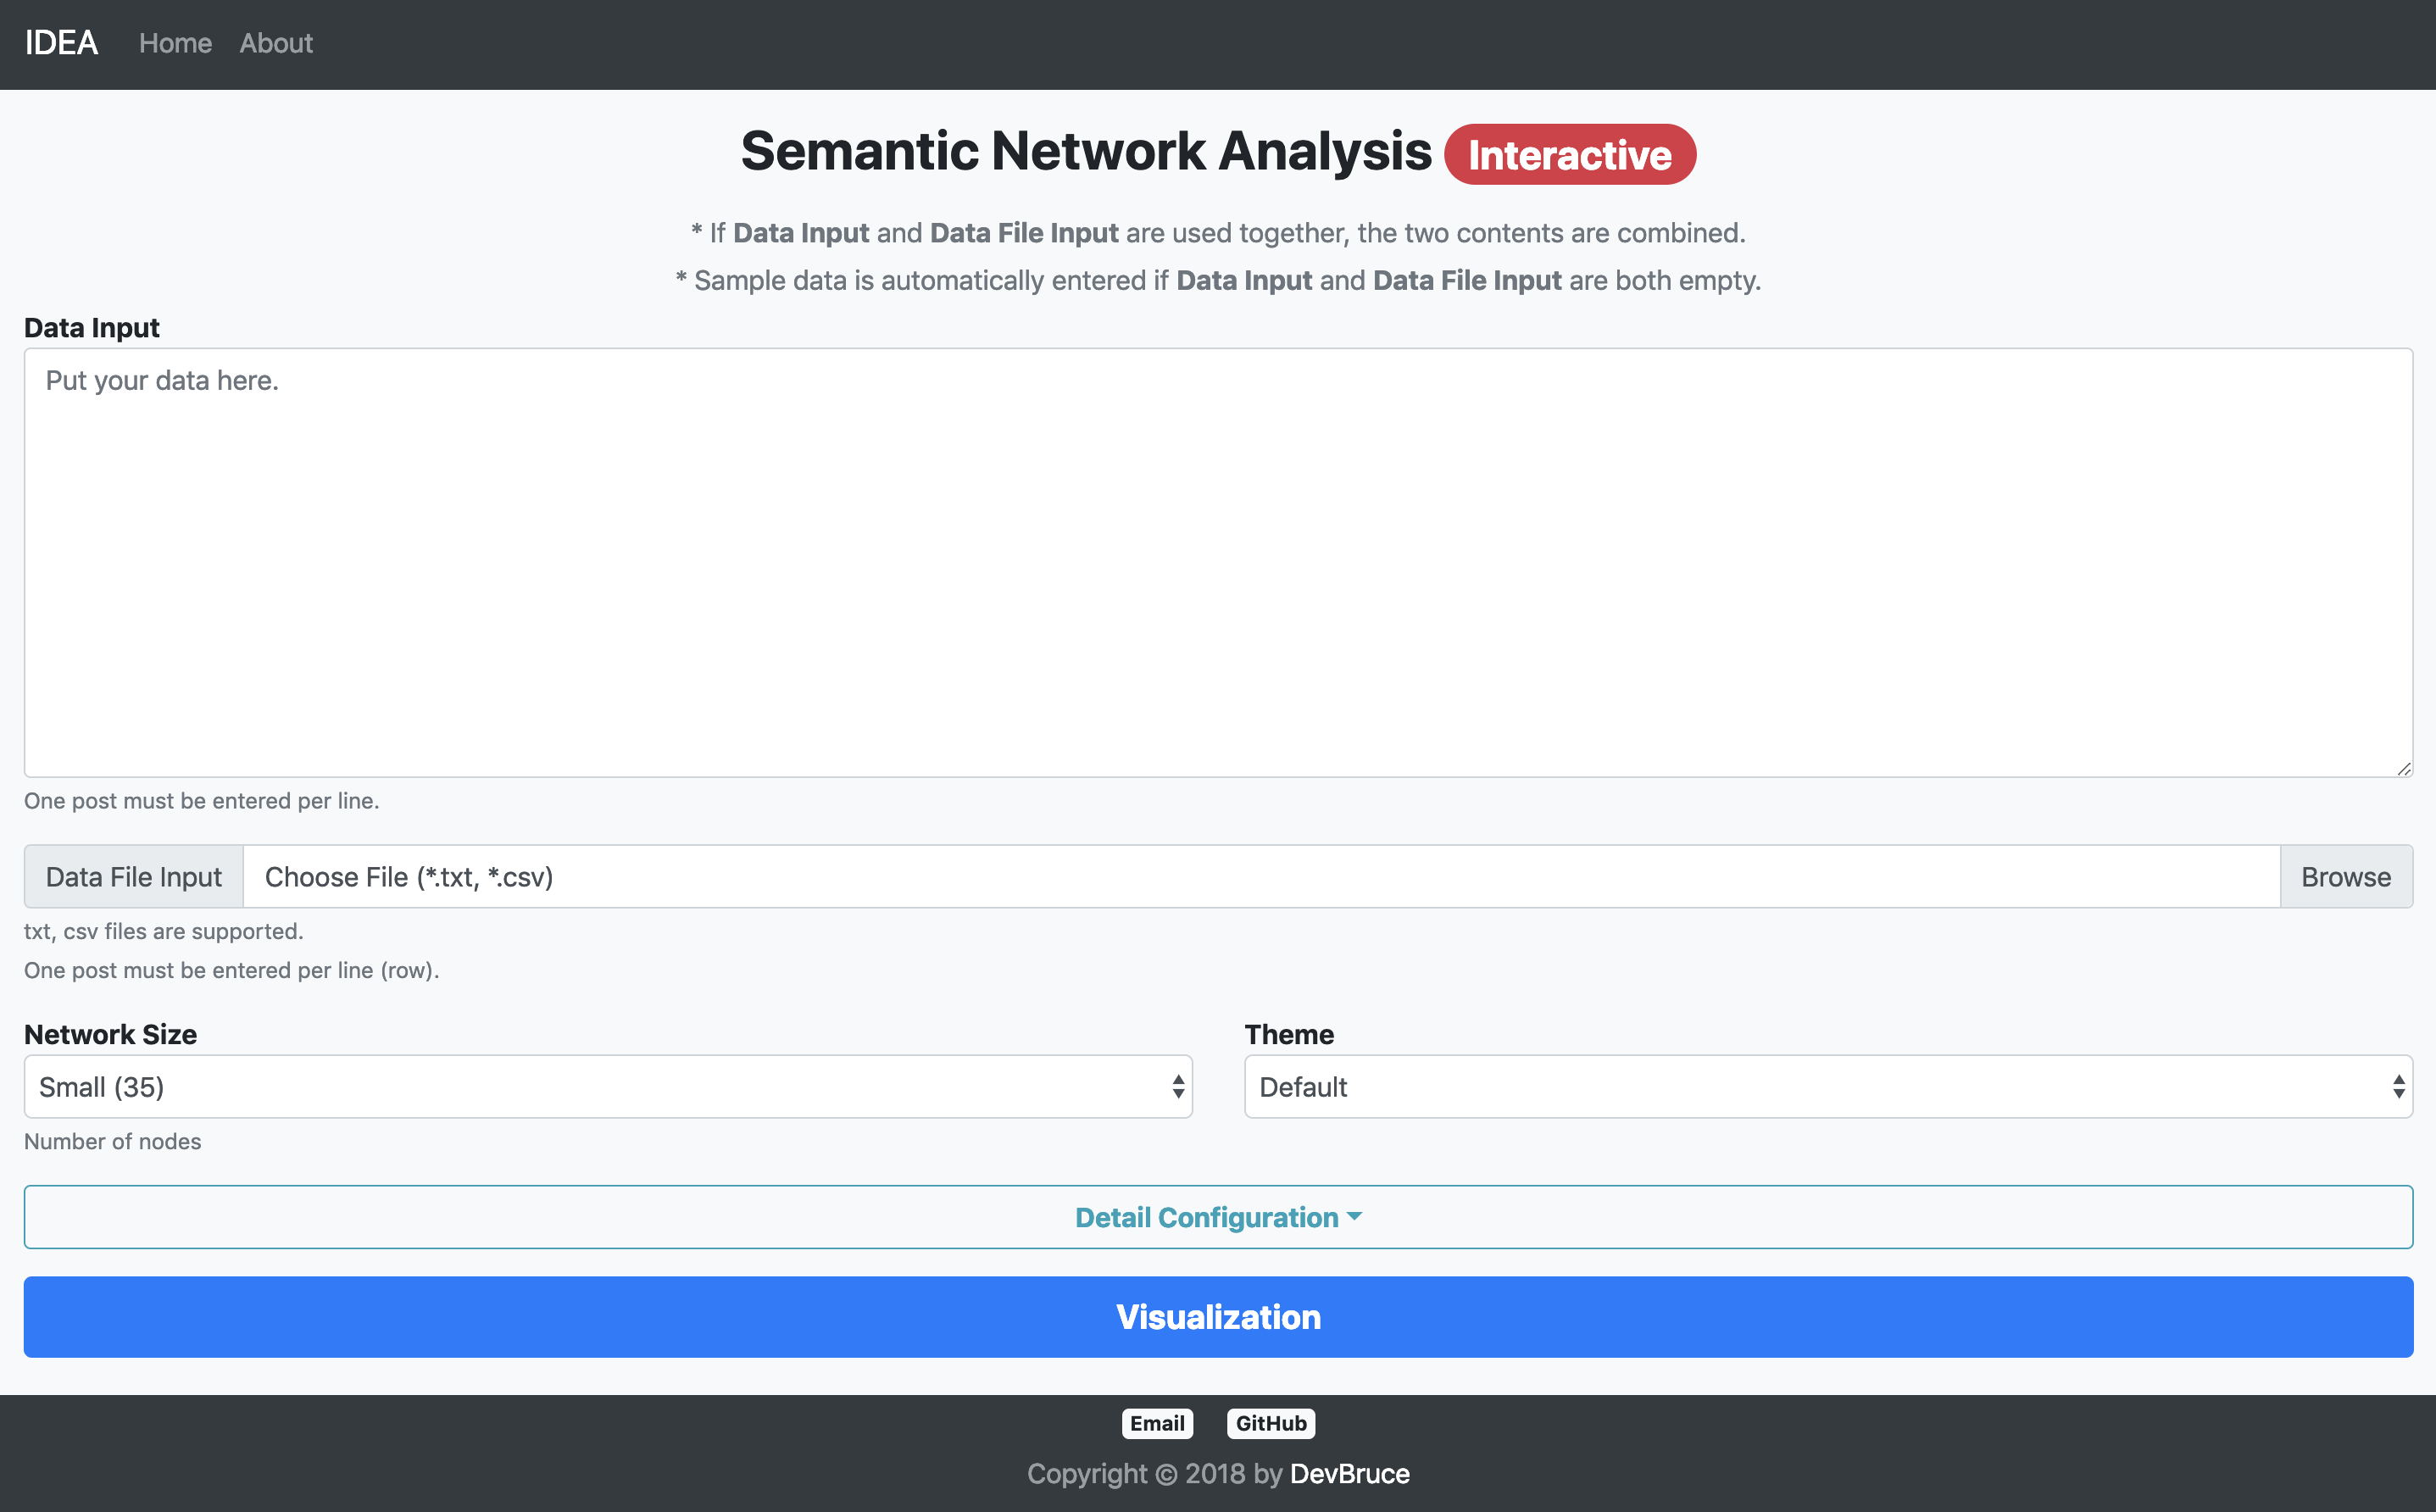 IDEA Home About
Semantic Network Analysis Interactive
* If Data Input and Data File Input are used together, the two contents are combined.
* Sample data is automatically entered if Data Input and Data File Input are both empty.
Data Input
Put your data here.
One post must be entered per line.
Data File Input Choose File (*.txt, *.csv) Browse
txt, csv files are supported.
One post must be entered per line (row).
Network Size Theme
Small (35) Default
Number of nodes
Detail Configuration
Visualization
Email GitHub
Copyright © 2018 by DevBruce